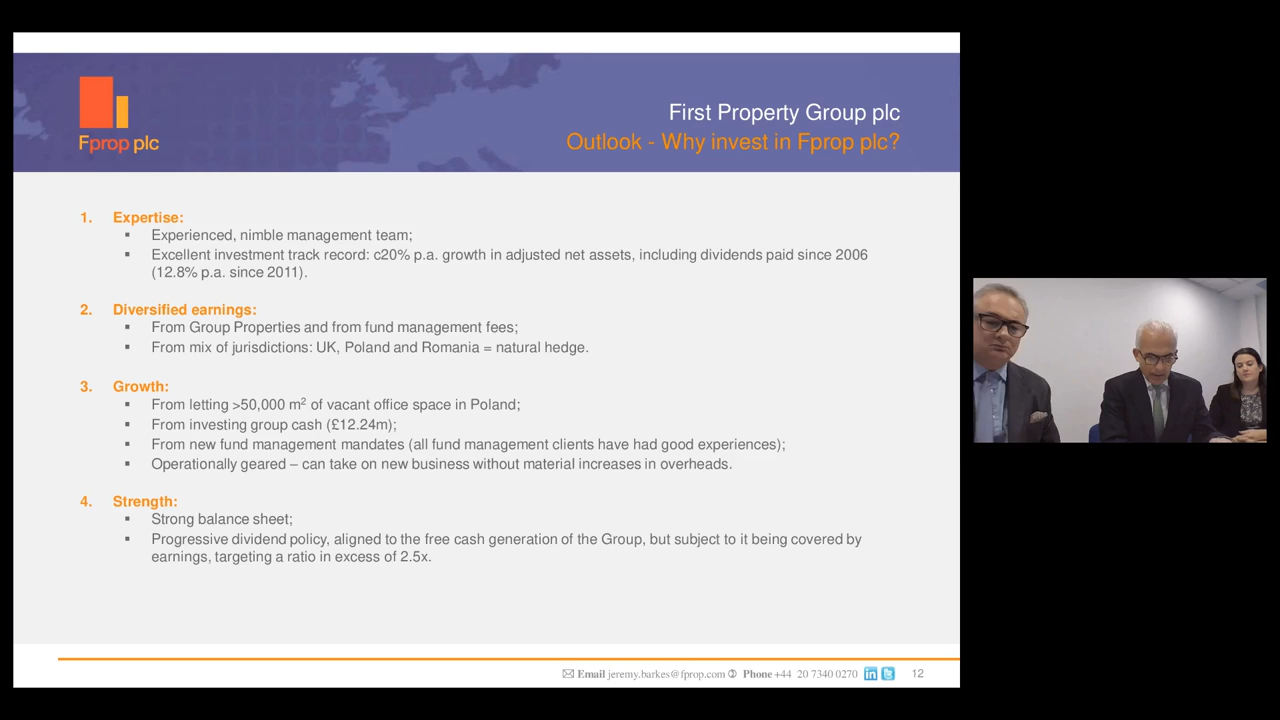 Fprop plc
First Property Group plc
Outlook - Why invest in Fprop plc?
1. Expertise:
▪ Experienced, nimble management team;
▪ Excellent investment track record: c20% p.a. growth in adjusted net assets, including dividends paid since 2006
(12.8% p.a. since 2011).
2. Diversified earnings:
▪ From Group Properties and from fund management fees;
▪ From mix of jurisdictions: UK, Poland and Romania = natural hedge.
3. Growth:
▪ From letting >50,000 m² of vacant office space in Poland;
▪ From investing group cash (£12.24m);
▪ From new fund management mandates (all fund management clients have had good experiences);
▪ Operationally geared – can take on new business without material increases in overheads.
4. Strength:
▪ Strong balance sheet;
▪ Progressive dividend policy, aligned to the free cash generation of the Group, but subject to it being covered by
earnings, targeting a ratio in excess of 2.5x.
Email jeremy.barkes@fprop.com Phone +44 20 7340 0270 in 12